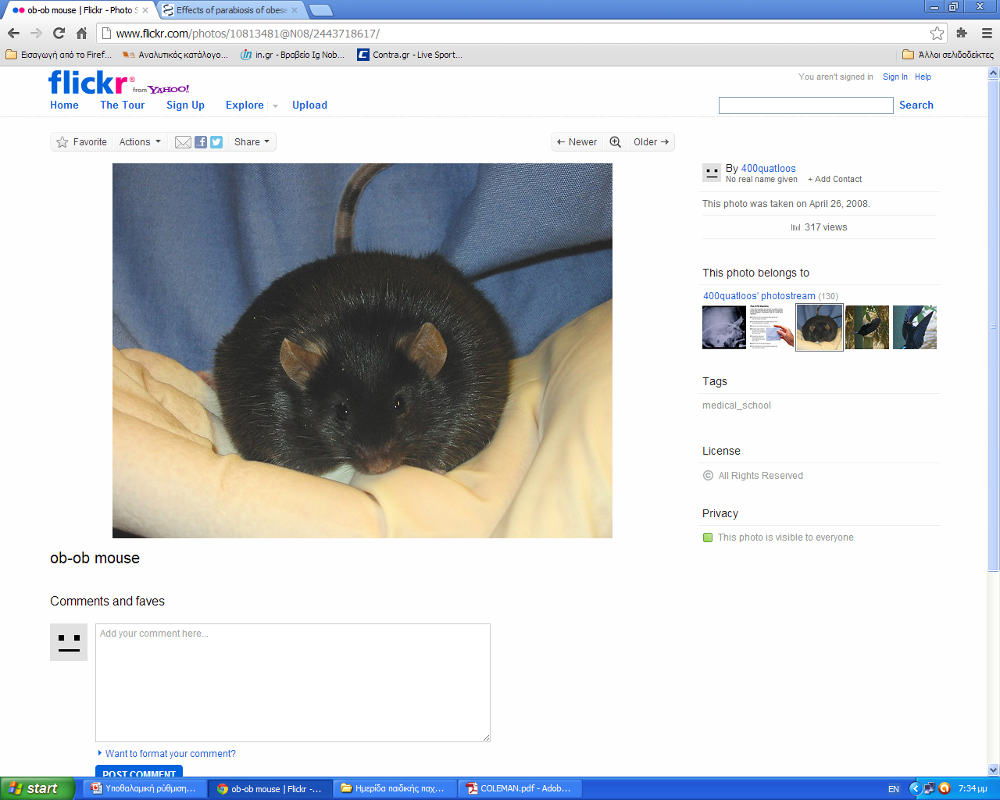 ob-ob mouse | Flickr - Photo S
Effects of parabiosis of obese
www.flickr.com/photos/10813481@N08/2443718617/
Εισαγωγή από το Firef...
Αναλυτικός κατάλογο...
in.gr - Βραβείο Ig Nob...
Contra.gr - Live Sport...
Άλλοι σελιδοδείκτες
flickr® from YAHOO!
You aren't signed in Sign In Help
Home The Tour Sign Up Explore Upload
Search
Favorite Actions Share
← Newer Older →
By 400quatloos
No real name given + Add Contact
This photo was taken on April 26, 2008.
317 views
This photo belongs to
400quatloos' photostream (130)
Tags
medical_school
License
© All Rights Reserved
Privacy
This photo is visible to everyone
ob-ob mouse
Comments and faves
Add your comment here...
Want to format your comment?
POST COMMENT
start
Υποθαλαμική ρύθμιση...
ob-ob mouse | Flickr -...
Ημερίδα παιδικής παχ...
COLEMAN.pdf - Adob...
EN
7:34 μμ